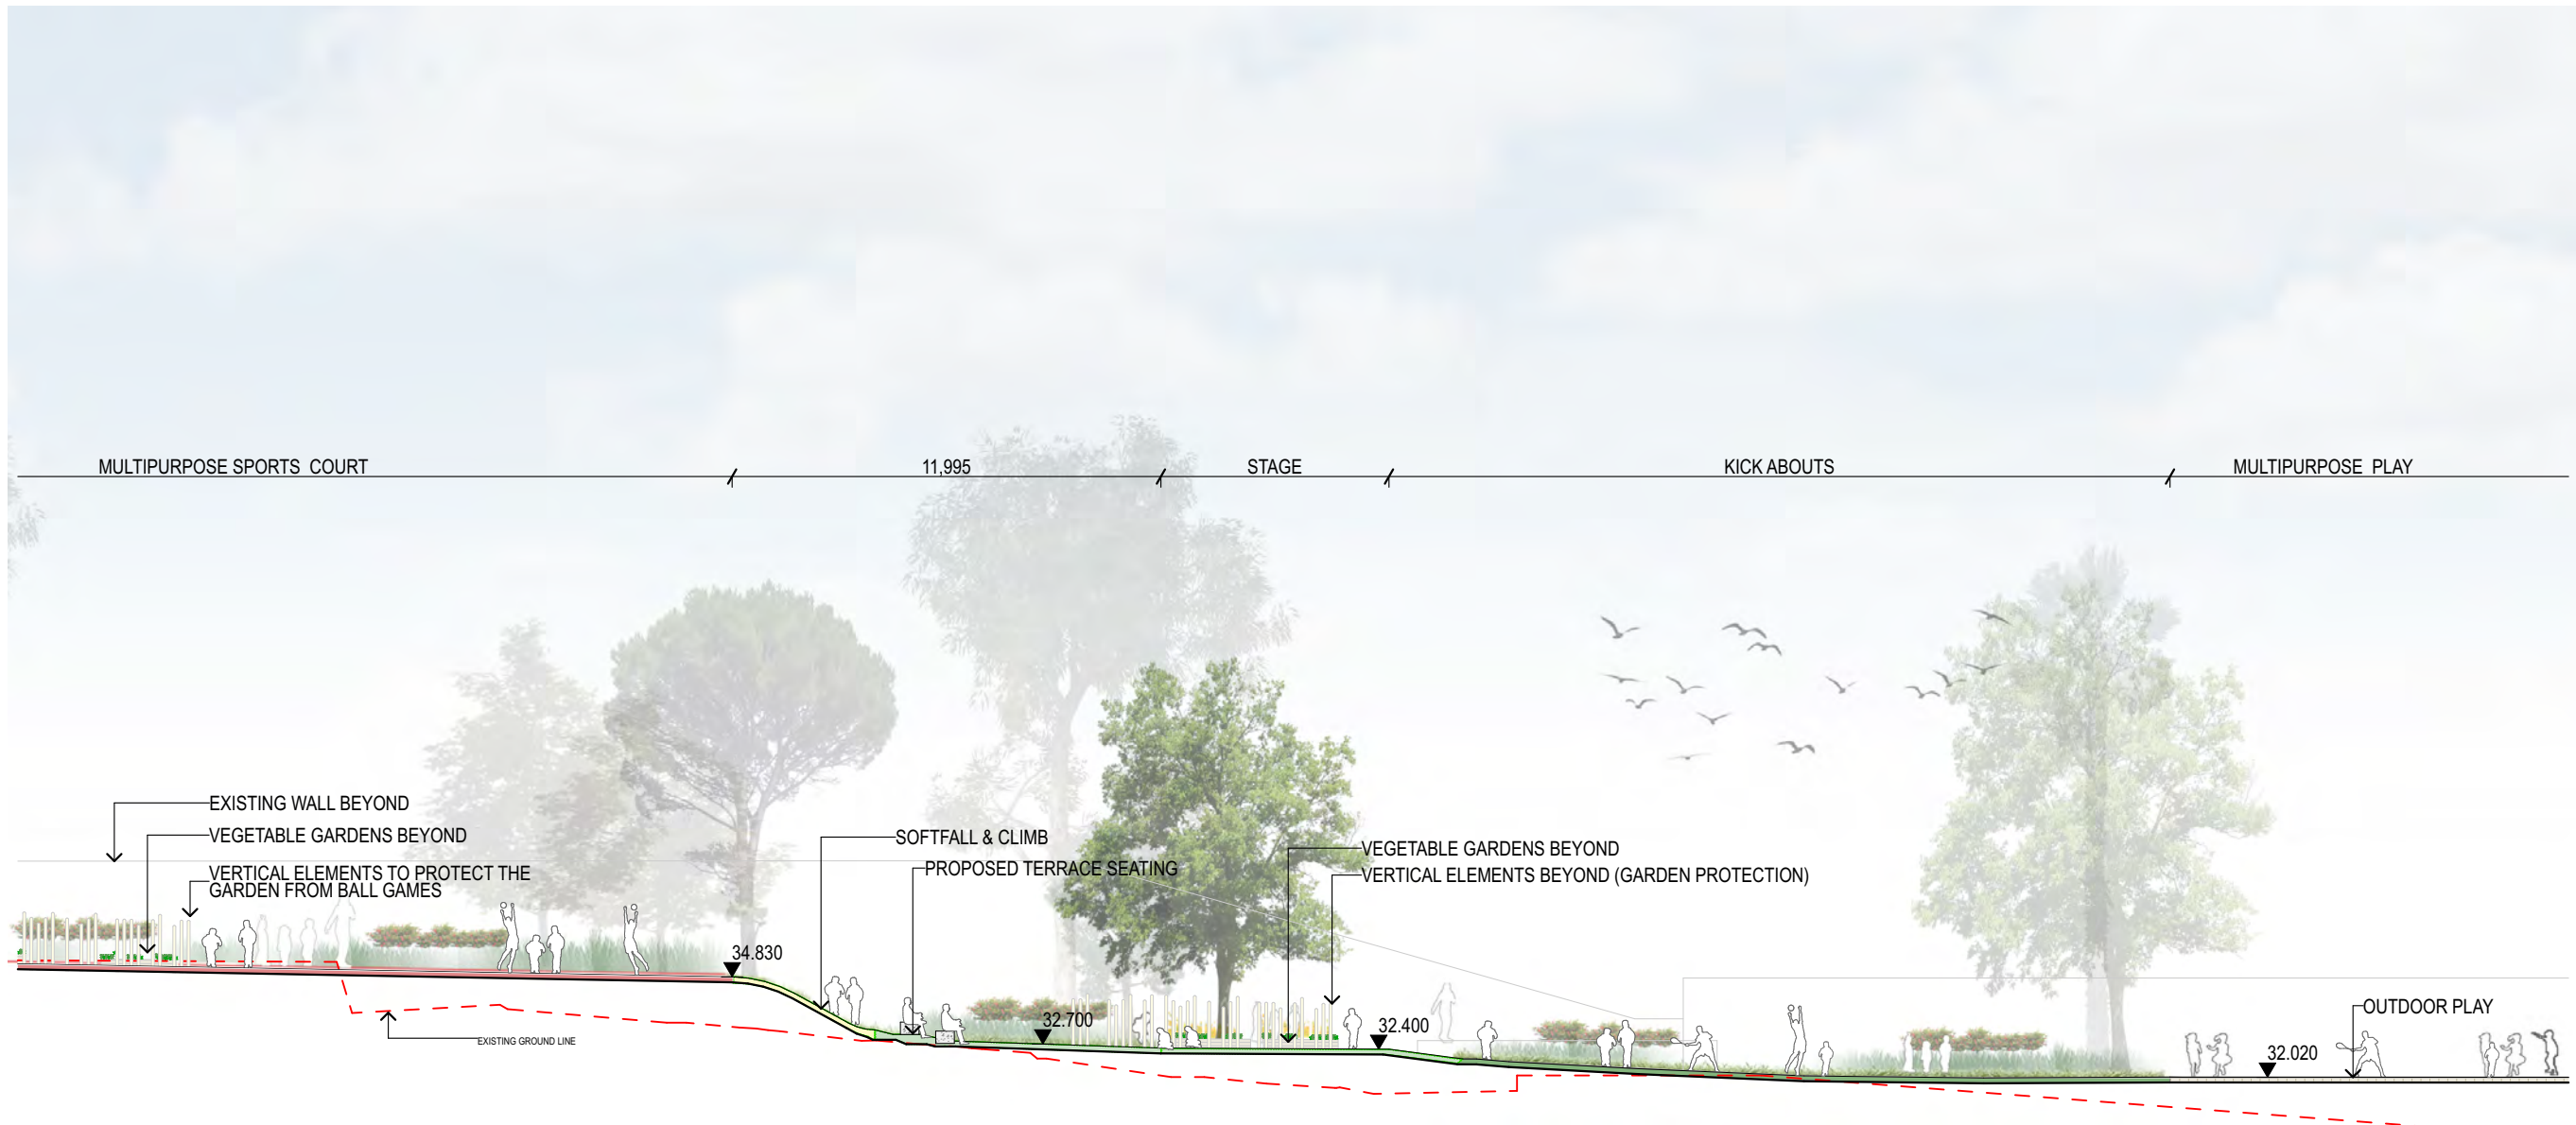 MULTIPURPOSE SPORTS COURT
11,995
STAGE
KICK ABOUTS
MULTIPURPOSE PLAY
EXISTING WALL BEYOND
VEGETABLE GARDENS BEYOND
VERTICAL ELEMENTS TO PROTECT THE
GARDEN FROM BALL GAMES
SOFTFALL & CLIMB
PROPOSED TERRACE SEATING
VEGETABLE GARDENS BEYOND
VERTICAL ELEMENTS BEYOND (GARDEN PROTECTION)
34.830
32.700
32.400
OUTDOOR PLAY
32.020
EXISTING GROUND LINE